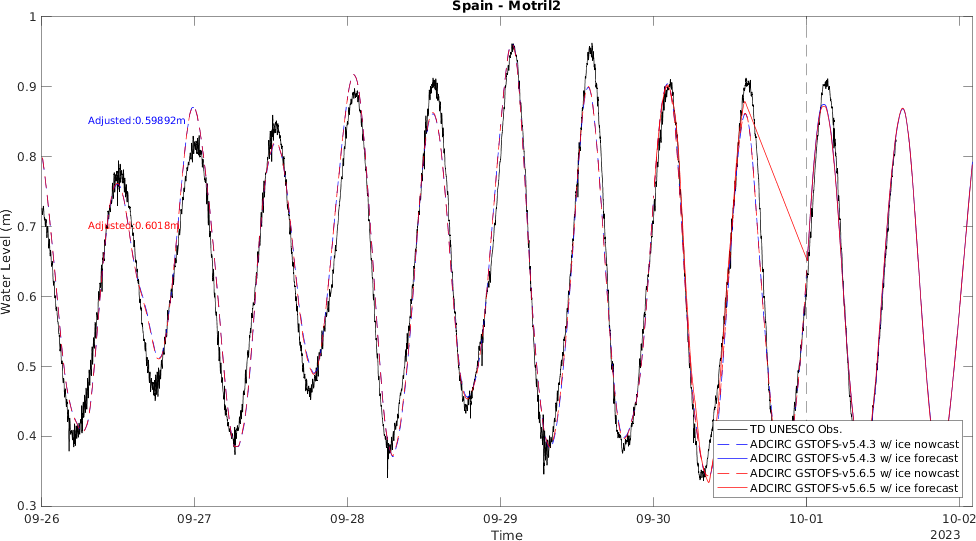 Spain - Motril2
1
0.9
0.8
0.7
0.6
0.5
0.4
0.3
Water Level (m)
Adjusted:0.59892m
Adjusted:0.6018m
TD UNESCO Obs.
ADCIRC GSTOFS-v5.4.3 w/ ice nowcast
ADCIRC GSTOFS-v5.4.3 w/ ice forecast
ADCIRC GSTOFS-v5.6.5 w/ ice nowcast
ADCIRC GSTOFS-v5.6.5 w/ ice forecast
09-26 09-27 09-28 09-29 09-30 10-01 10-02
Time
2023